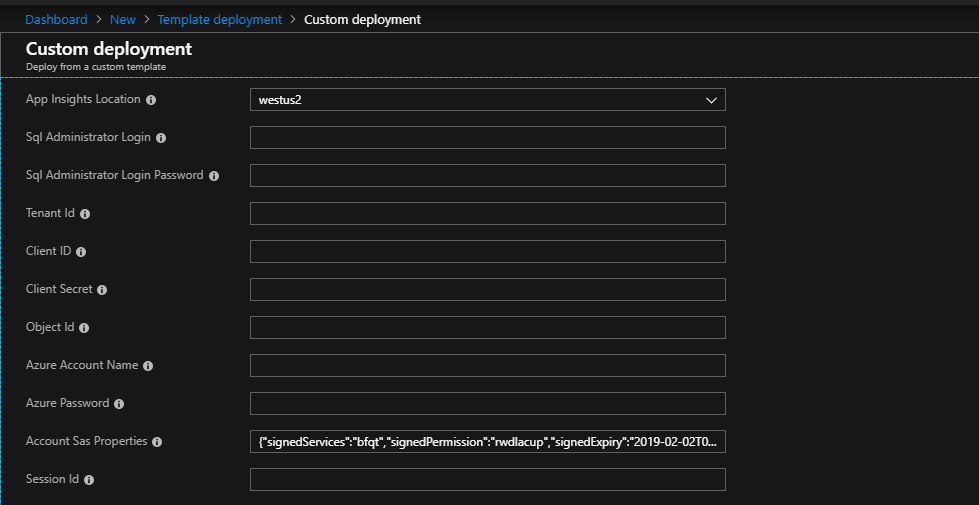 Dashboard > New > Template deployment > Custom deployment
Custom deployment
Deploy from a custom template
App Insights Location westus2
Sql Administrator Login
Sql Administrator Login Password
Tenant Id
Client ID
Client Secret
Object Id
Azure Account Name
Azure Password
Account Sas Properties {"signedServices":"bfqt","signedPermission":"rwdlacup","signedExpiry":"2019-02-02T0...
Session Id